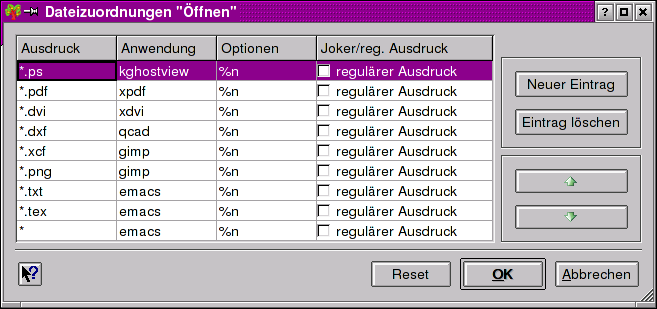 Dateizuordnungen "Öffnen"
Ausdruck Anwendung Optionen Joker/reg. Ausdruck
*.ps kghostview %n regulärer Ausdruck
*.pdf xpdf %n regulärer Ausdruck
*.dvi xdvi %n regulärer Ausdruck
*.dxf qcad %n regulärer Ausdruck
*.xcf gimp %n regulärer Ausdruck
*.png gimp %n regulärer Ausdruck
*.txt emacs %n regulärer Ausdruck
*.tex emacs %n regulärer Ausdruck
* emacs %n regulärer Ausdruck
Neuer Eintrag
Eintrag löschen
Reset OK Abbrechen